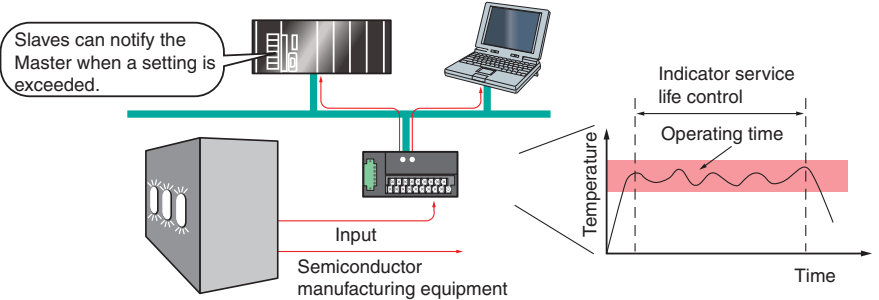 Slaves can notify the
Master when a setting is
exceeded.
Indicator service
life control
Operating time
Temperature
Time
Input
Semiconductor
manufacturing equipment